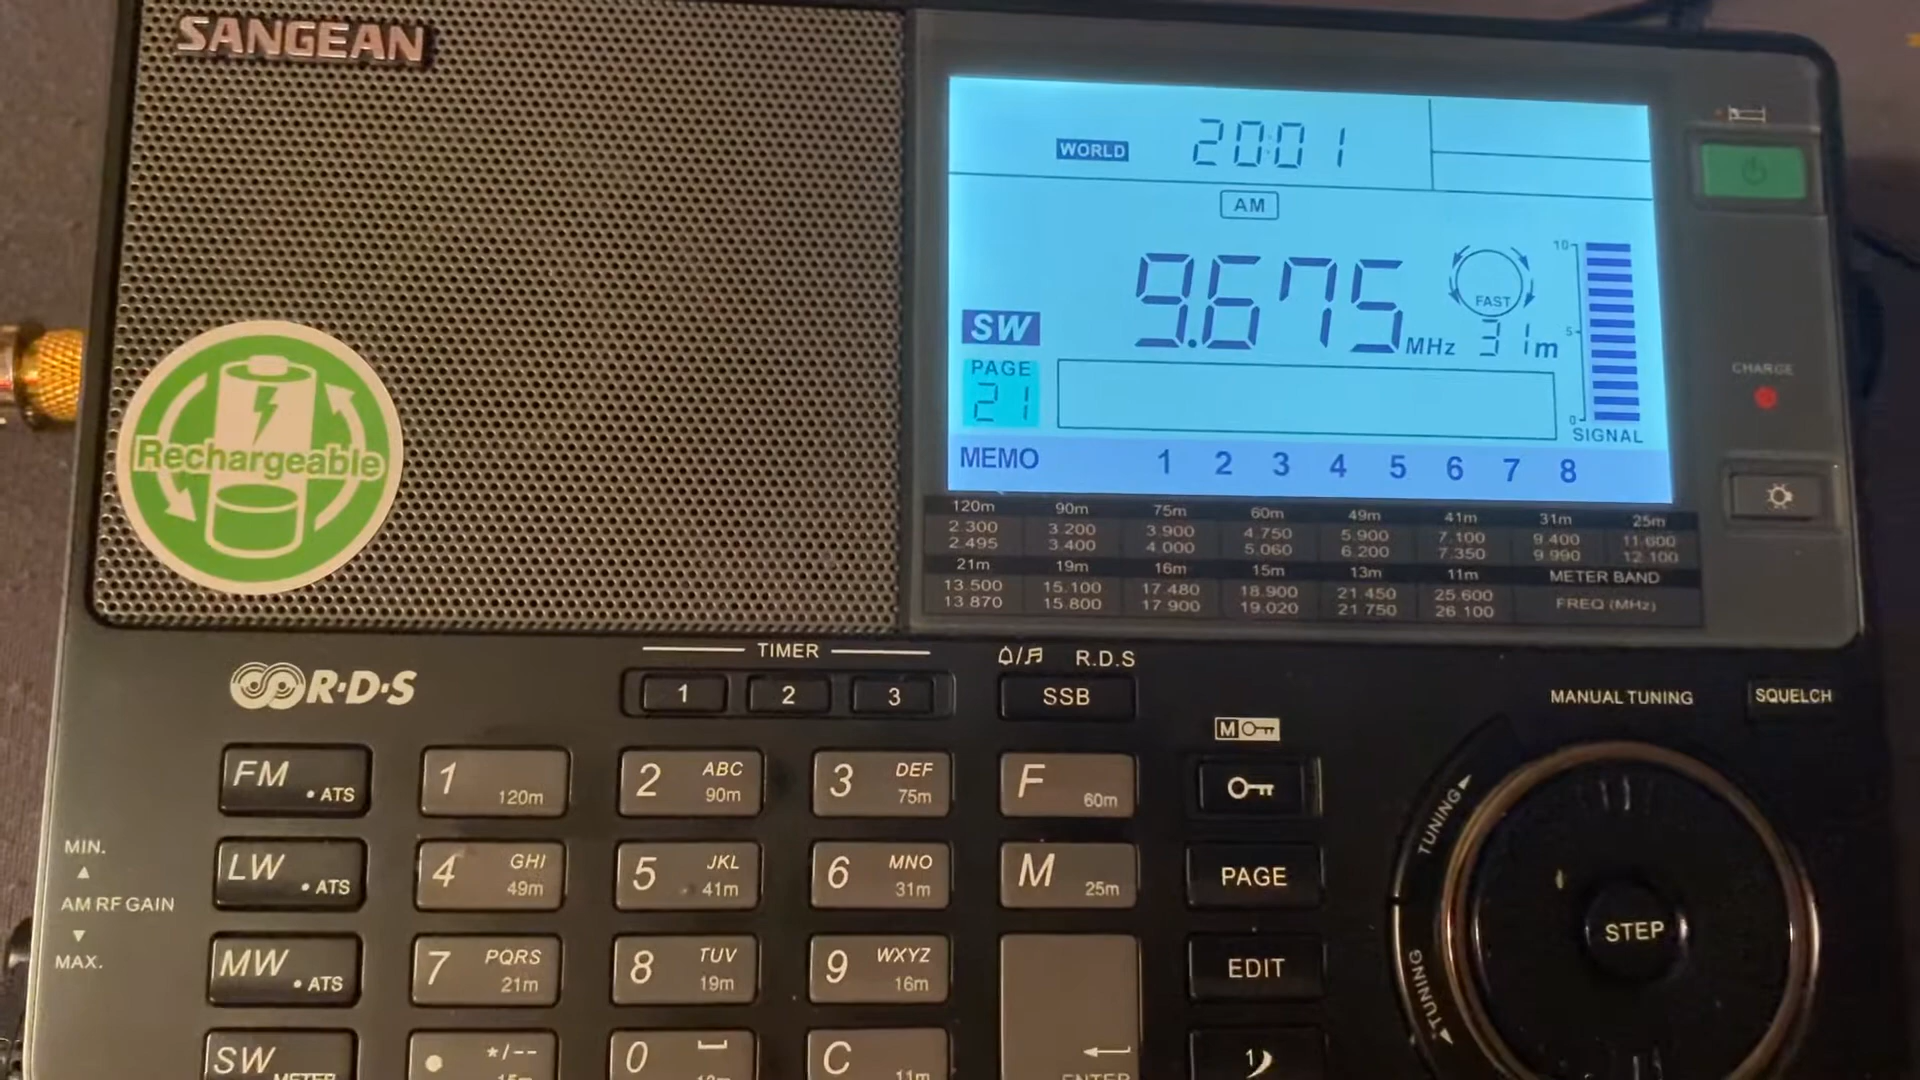 SANGEAN
Rechargeable
WORLD 20:01
AM
9.675 MHz 31m
FAST
SW
PAGE
21
10
5
0
SIGNAL
MEMO 1 2 3 4 5 6 7 8
CHARGE
120m 90m 75m 60m 49m 41m 31m 25m
2.300 3.200 3.900 4.750 5.900 7.100 9.400 11.600
2.495 3.400 4.000 5.060 6.200 7.350 9.990 12.100
21m 19m 16m 15m 13m 11m METER BAND
13.500 15.100 17.480 18.900 21.450 25.600 FREQ (MHz)
13.870 15.800 17.900 19.020 21.750 26.100
R·D·S
TIMER
1 2 3
R.D.S
SSB
MANUAL TUNING
SQUELCH
M
FM • ATS
1 120m
2 ABC 90m
3 DEF 75m
F 60m
TUNING
MIN.
AM RF GAIN
MAX.
LW • ATS
4 GHI 49m
5 JKL 41m
6 MNO 31m
M 25m
PAGE
STEP
MW • ATS
7 PQRS 21m
8 TUV 19m
9 WXYZ 16m
EDIT
TUNING
SW METER
• */-- 15m
0 13m
C 11m
ENTER
1